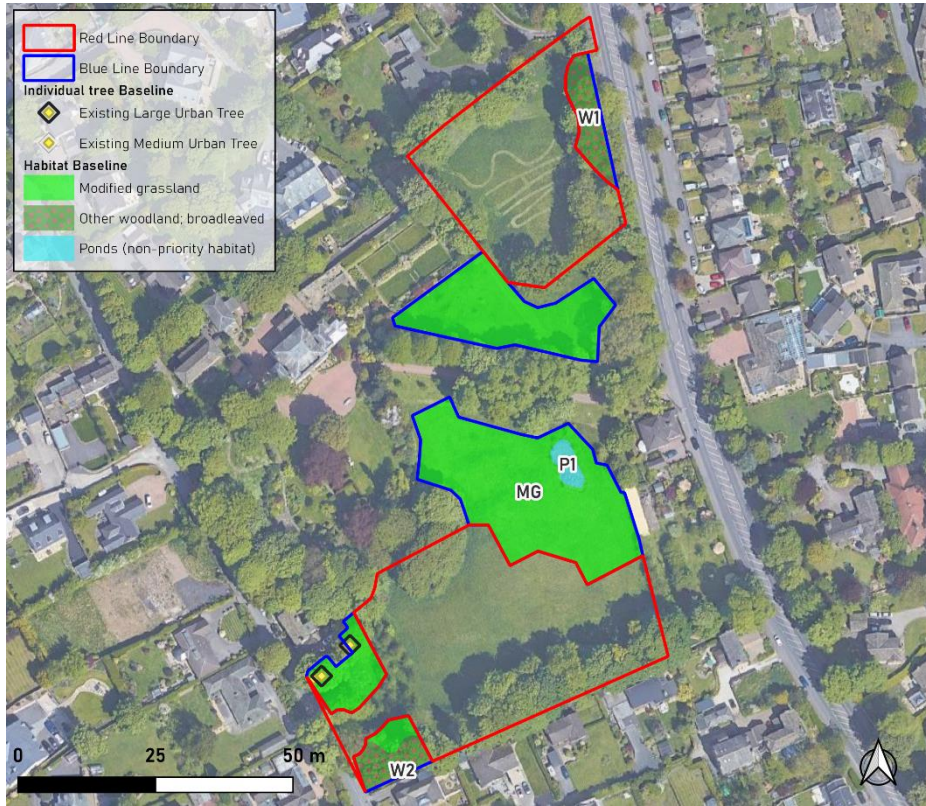 Red Line Boundary
Blue Line Boundary
Individual tree Baseline
Existing Large Urban Tree
Existing Medium Urban Tree
Habitat Baseline
Modified grassland
Other woodland; broadleaved
Ponds (non-priority habitat)
W1
P1
MG
W2
0 25 50 m